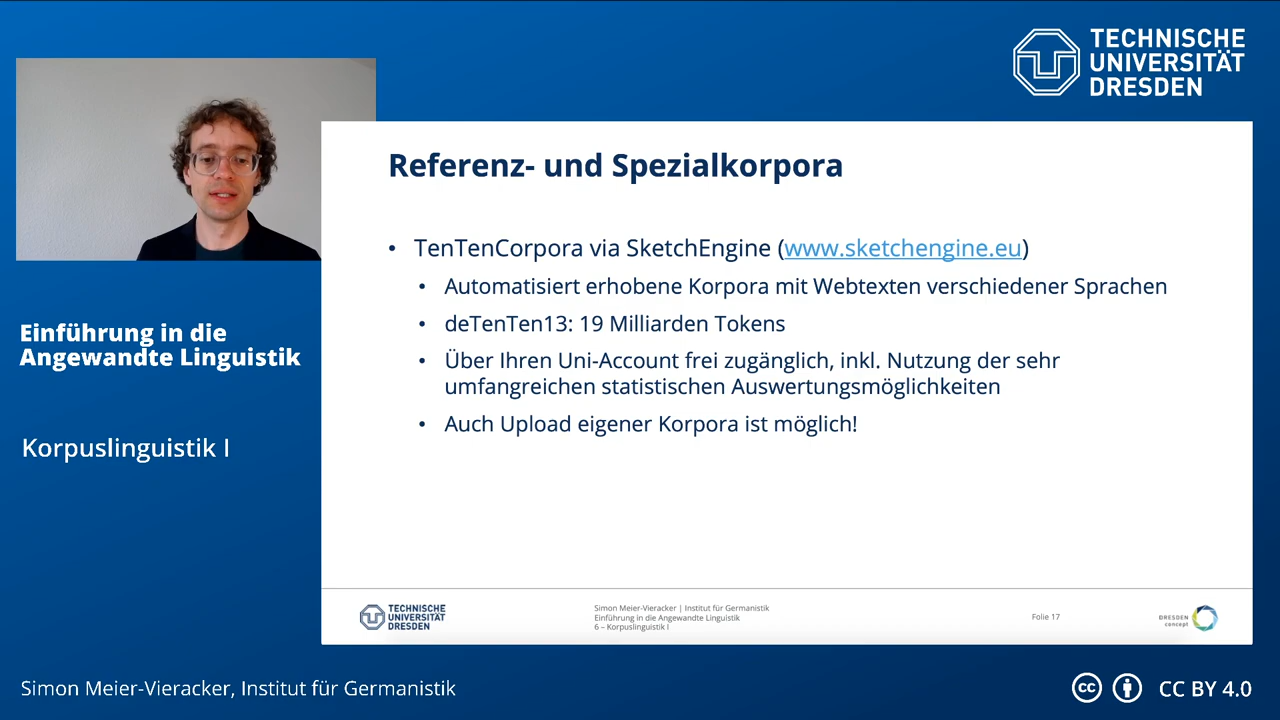 TECHNISCHE
UNIVERSITÄT
DRESDEN
Referenz- und Spezialkorpora
• TenTenCorpora via SketchEngine (www.sketchengine.eu)
• Automatisiert erhobene Korpora mit Webtexten verschiedener Sprachen
• deTenTen13: 19 Milliarden Tokens
• Über Ihren Uni-Account frei zugänglich, inkl. Nutzung der sehr
umfangreichen statistischen Auswertungsmöglichkeiten
• Auch Upload eigener Korpora ist möglich!
Einführung in die
Angewandte Linguistik
Korpuslinguistik I
TECHNISCHE
UNIVERSITÄT
DRESDEN
Simon Meier-Vieracker | Institut für Germanistik
Einführung in die Angewandte Linguistik
6 – Korpuslinguistik I
Folie 17
DRESDEN
concept
Simon Meier-Vieracker, Institut für Germanistik
cc
CC BY 4.0